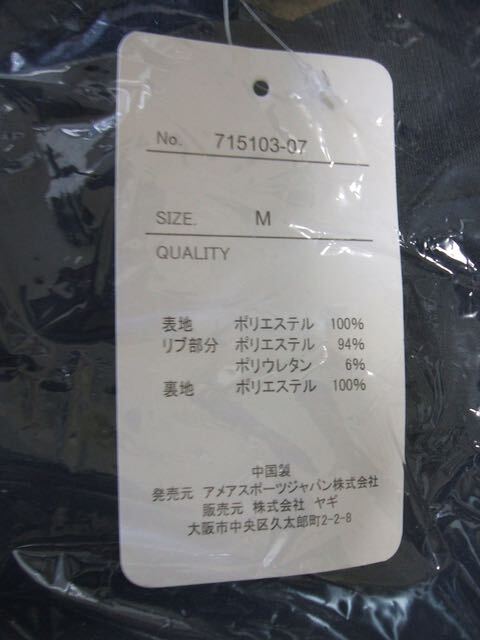 No. 715103-07
SIZE. M
QUALITY
表地 ポリエステル 100%
リブ部分 ポリエステル 94%
ポリウレタン 6%
裏地 ポリエステル 100%
中国製
発売元 アメアスポーツジャパン株式会社
販売元 株式会社 ヤギ
大阪市中央区久太郎町2-2-8